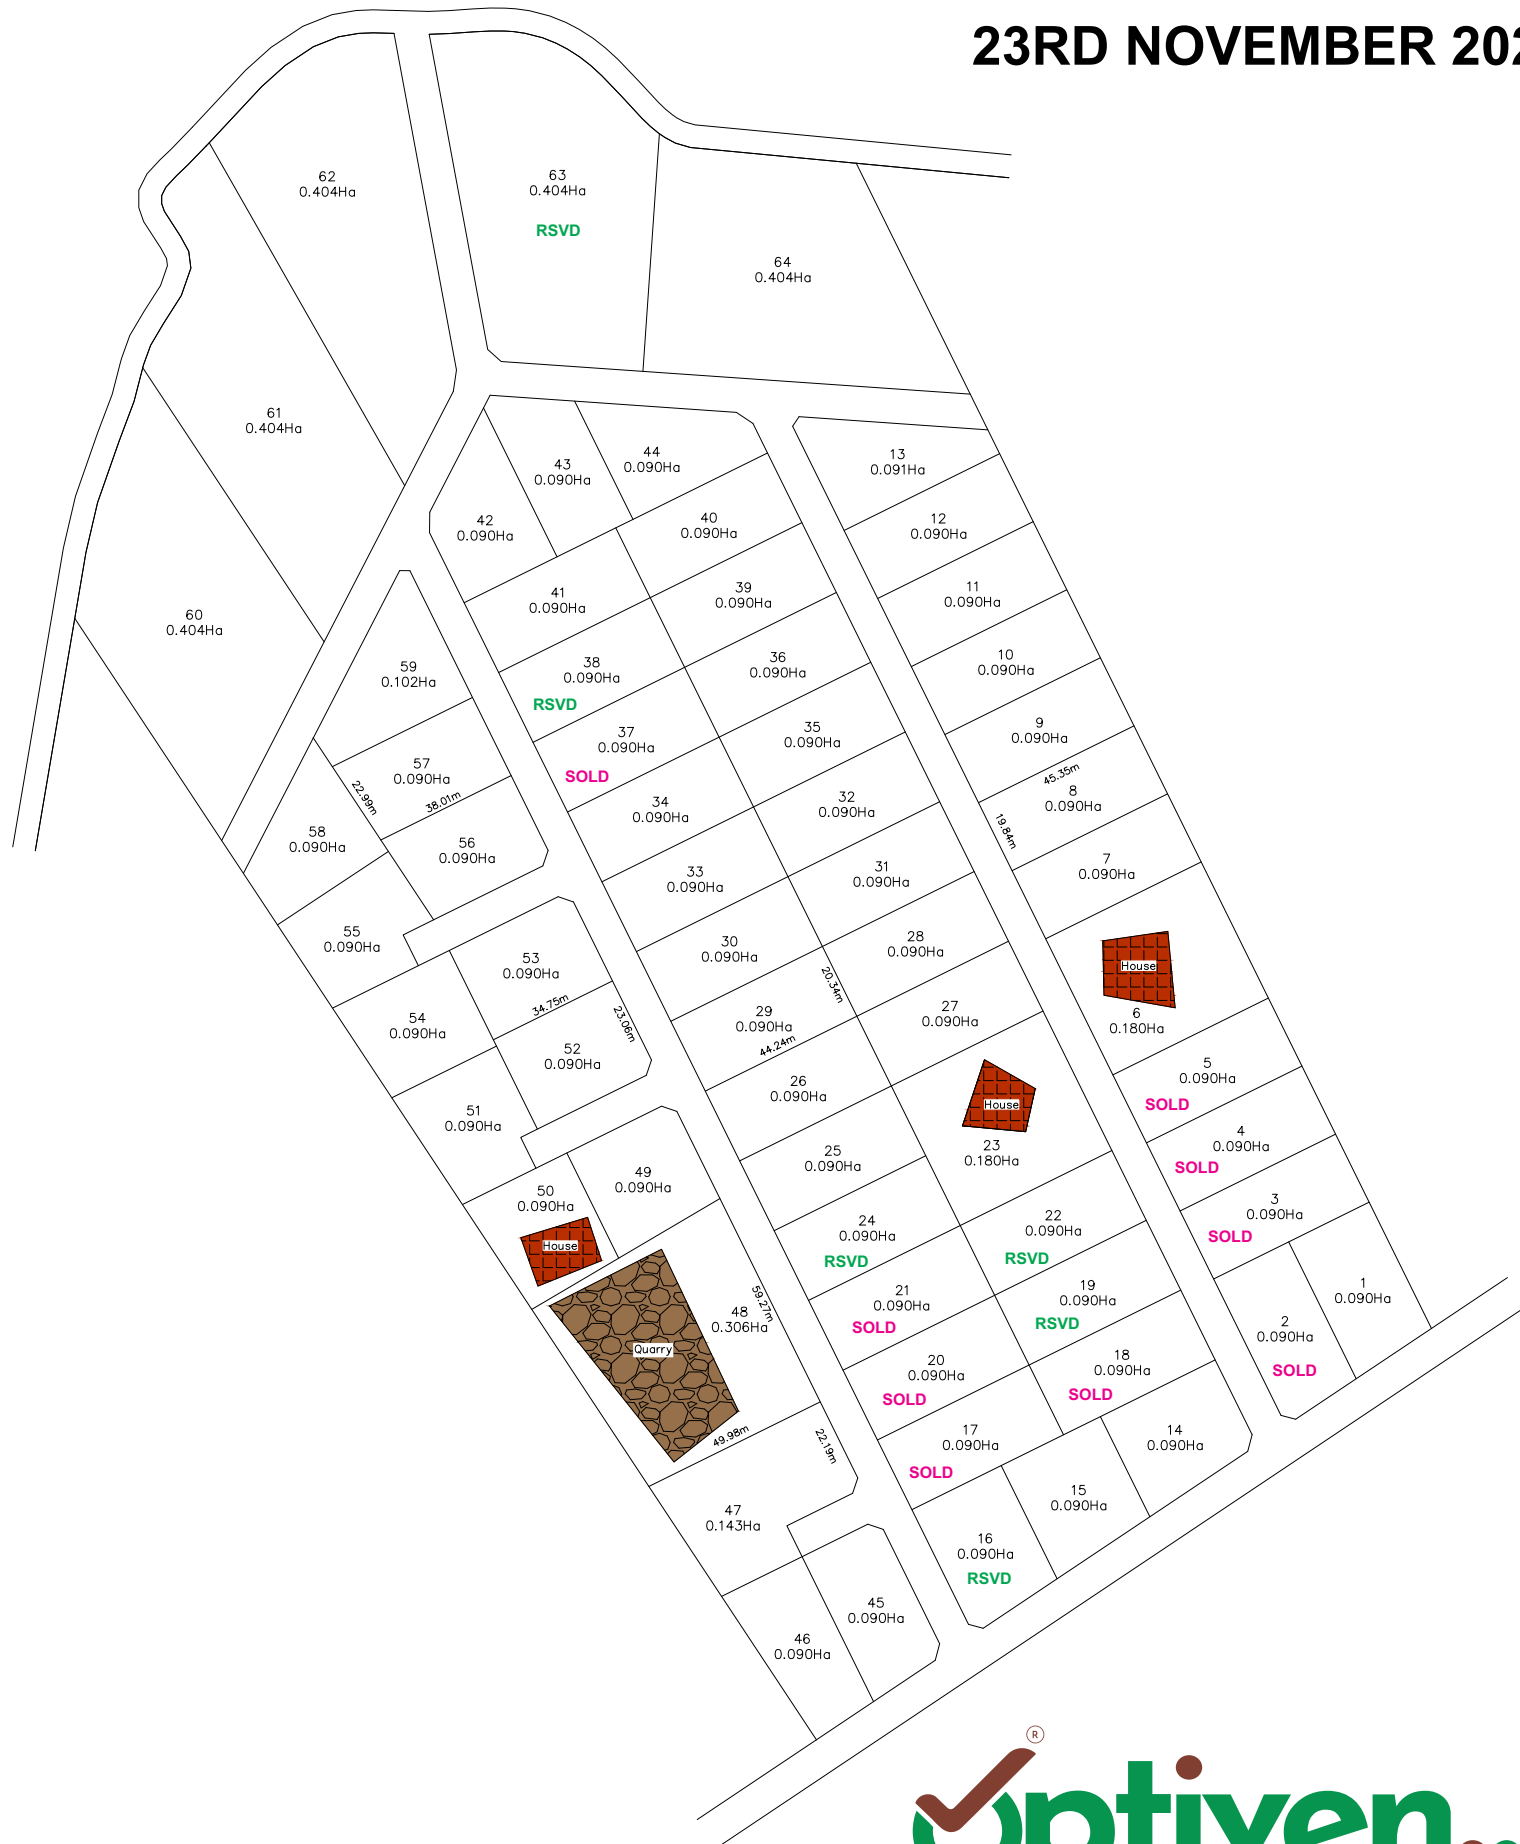 23RD NOVEMBER 202
62
0.404Ha
63
0.404Ha
RSVD
64
0.404Ha
61
0.404Ha
60
0.404Ha
44
0.090Ha
43
0.090Ha
42
0.090Ha
13
0.091Ha
40
0.090Ha
12
0.090Ha
41
0.090Ha
39
0.090Ha
11
0.090Ha
59
0.102Ha
38
0.090Ha
RSVD
36
0.090Ha
10
0.090Ha
37
0.090Ha
SOLD
35
0.090Ha
9
0.090Ha
57
0.090Ha
22.99m
38.01m
45.35m
8
0.090Ha
34
0.090Ha
32
0.090Ha
19.84m
58
0.090Ha
56
0.090Ha
33
0.090Ha
31
0.090Ha
7
0.090Ha
55
0.090Ha
53
0.090Ha
30
0.090Ha
28
0.090Ha
House
6
0.180Ha
34.75m
20.34m
54
0.090Ha
23.06m
29
0.090Ha
44.24m
27
0.090Ha
52
0.090Ha
5
0.090Ha
SOLD
26
0.090Ha
House
23
0.180Ha
51
0.090Ha
4
0.090Ha
SOLD
25
0.090Ha
49
0.090Ha
50
0.090Ha
House
3
0.090Ha
SOLD
24
0.090Ha
RSVD
22
0.090Ha
RSVD
21
0.090Ha
SOLD
19
0.090Ha
RSVD
1
0.090Ha
59.27m
48
0.306Ha
Quarry
2
0.090Ha
SOLD
20
0.090Ha
SOLD
18
0.090Ha
SOLD
49.98m
22.19m
17
0.090Ha
SOLD
14
0.090Ha
15
0.090Ha
47
0.143Ha
16
0.090Ha
RSVD
45
0.090Ha
46
0.090Ha
®
Optiven